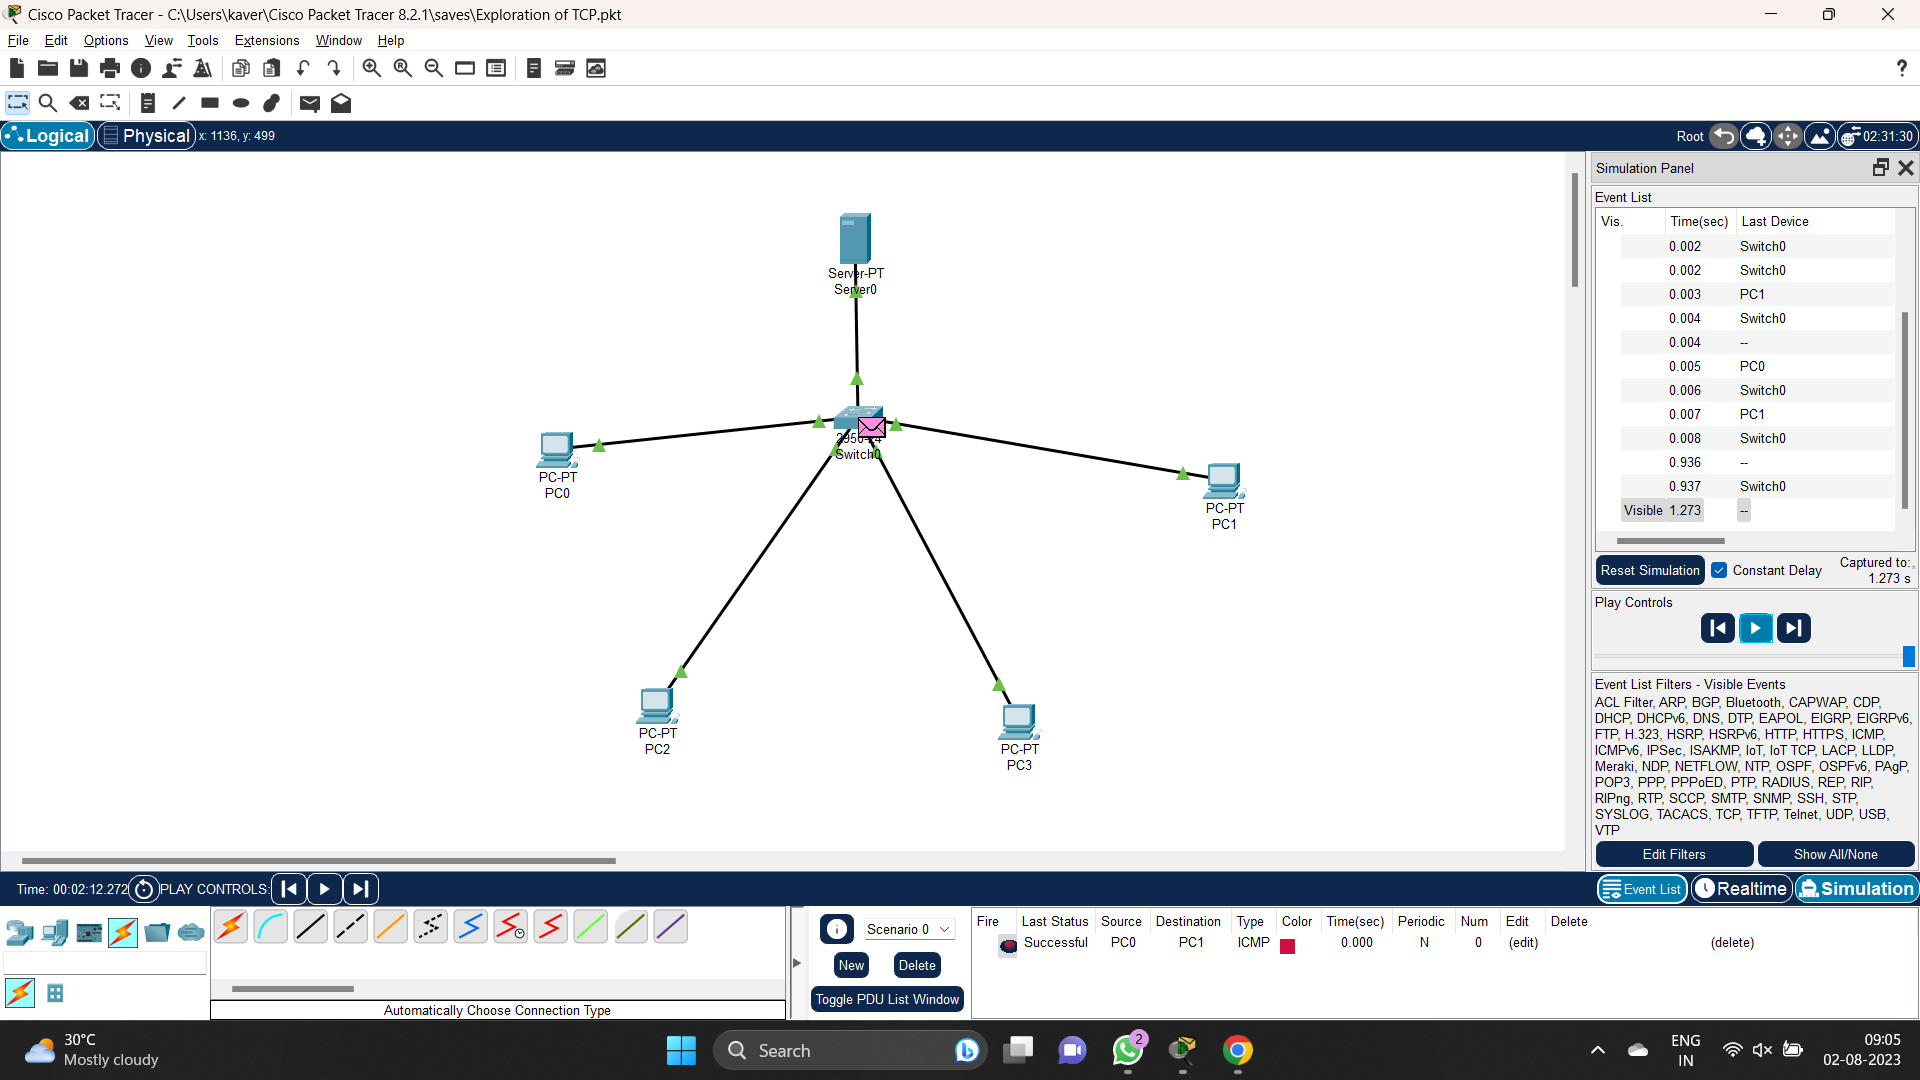 Cisco Packet Tracer - C:\Users\kaver\Cisco Packet Tracer 8.2.1\saves\Exploration of TCP.pkt
File Edit Options View Tools Extensions Window Help
?
Logical Physical x: 1136, y: 499 Root 02:31:30
Server-PT
Server0
2950-24
Switch0
PC-PT
PC0
PC-PT
PC1
PC-PT
PC2
PC-PT
PC3
Simulation Panel
Event List
Vis. Time(sec) Last Device
0.002 Switch0
0.002 Switch0
0.003 PC1
0.004 Switch0
0.004 --
0.005 PC0
0.006 Switch0
0.007 PC1
0.008 Switch0
0.936 --
0.937 Switch0
Visible 1.273 --
Reset Simulation Constant Delay Captured to:
1.273 s
Play Controls
Event List Filters - Visible Events
ACL Filter, ARP, BGP, Bluetooth, CAPWAP, CDP,
DHCP, DHCPv6, DNS, DTP, EAPOL, EIGRP, EIGRPv6,
FTP, H.323, HSRP, HSRPv6, HTTP, HTTPS, ICMP,
ICMPv6, IPSec, ISAKMP, IoT, IoT TCP, LACP, LLDP,
Meraki, NDP, NETFLOW, NTP, OSPF, OSPFv6, PAgP,
POP3, PPP, PPPoED, PTP, RADIUS, REP, RIP,
RIPng, RTP, SCCP, SMTP, SNMP, SSH, STP,
SYSLOG, TACACS, TCP, TFTP, Telnet, UDP, USB,
VTP
Edit Filters Show All/None
Time: 00:02:12.272 PLAY CONTROLS: Event List Realtime Simulation
Automatically Choose Connection Type
Scenario 0
New Delete
Toggle PDU List Window
Fire Last Status Source Destination Type Color Time(sec) Periodic Num Edit Delete
Successful PC0 PC1 ICMP 0.000 N 0 (edit) (delete)
30°C
Mostly cloudy
Search
2
ENG
IN
09:05
02-08-2023